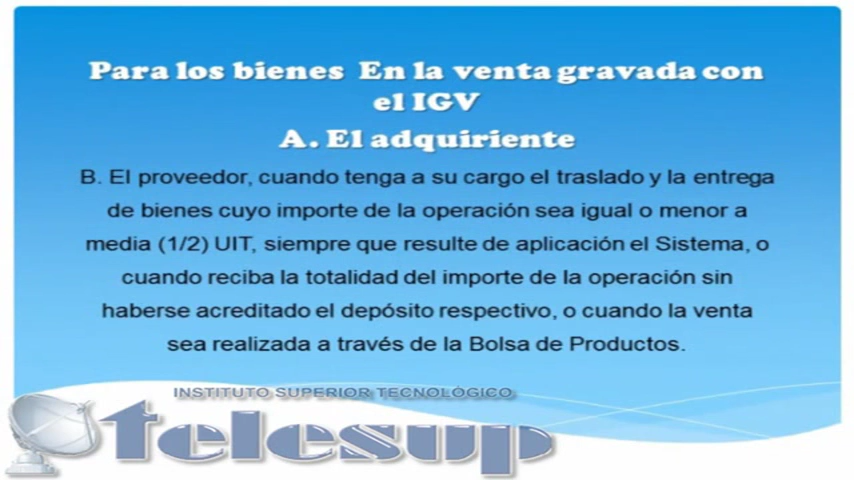 Para los bienes En la venta gravada con
el IGV
A. El adquiriente
B. El proveedor, cuando tenga a su cargo el traslado y la entrega
de bienes cuyo importe de la operación sea igual o menor a
media (1/2) UIT, siempre que resulte de aplicación el Sistema, o
cuando reciba la totalidad del importe de la operación sin
haberse acreditado el depósito respectivo, o cuando la venta
sea realizada a través de la Bolsa de Productos.
INSTITUTO SUPERIOR TECNOLÓGICO
telesup